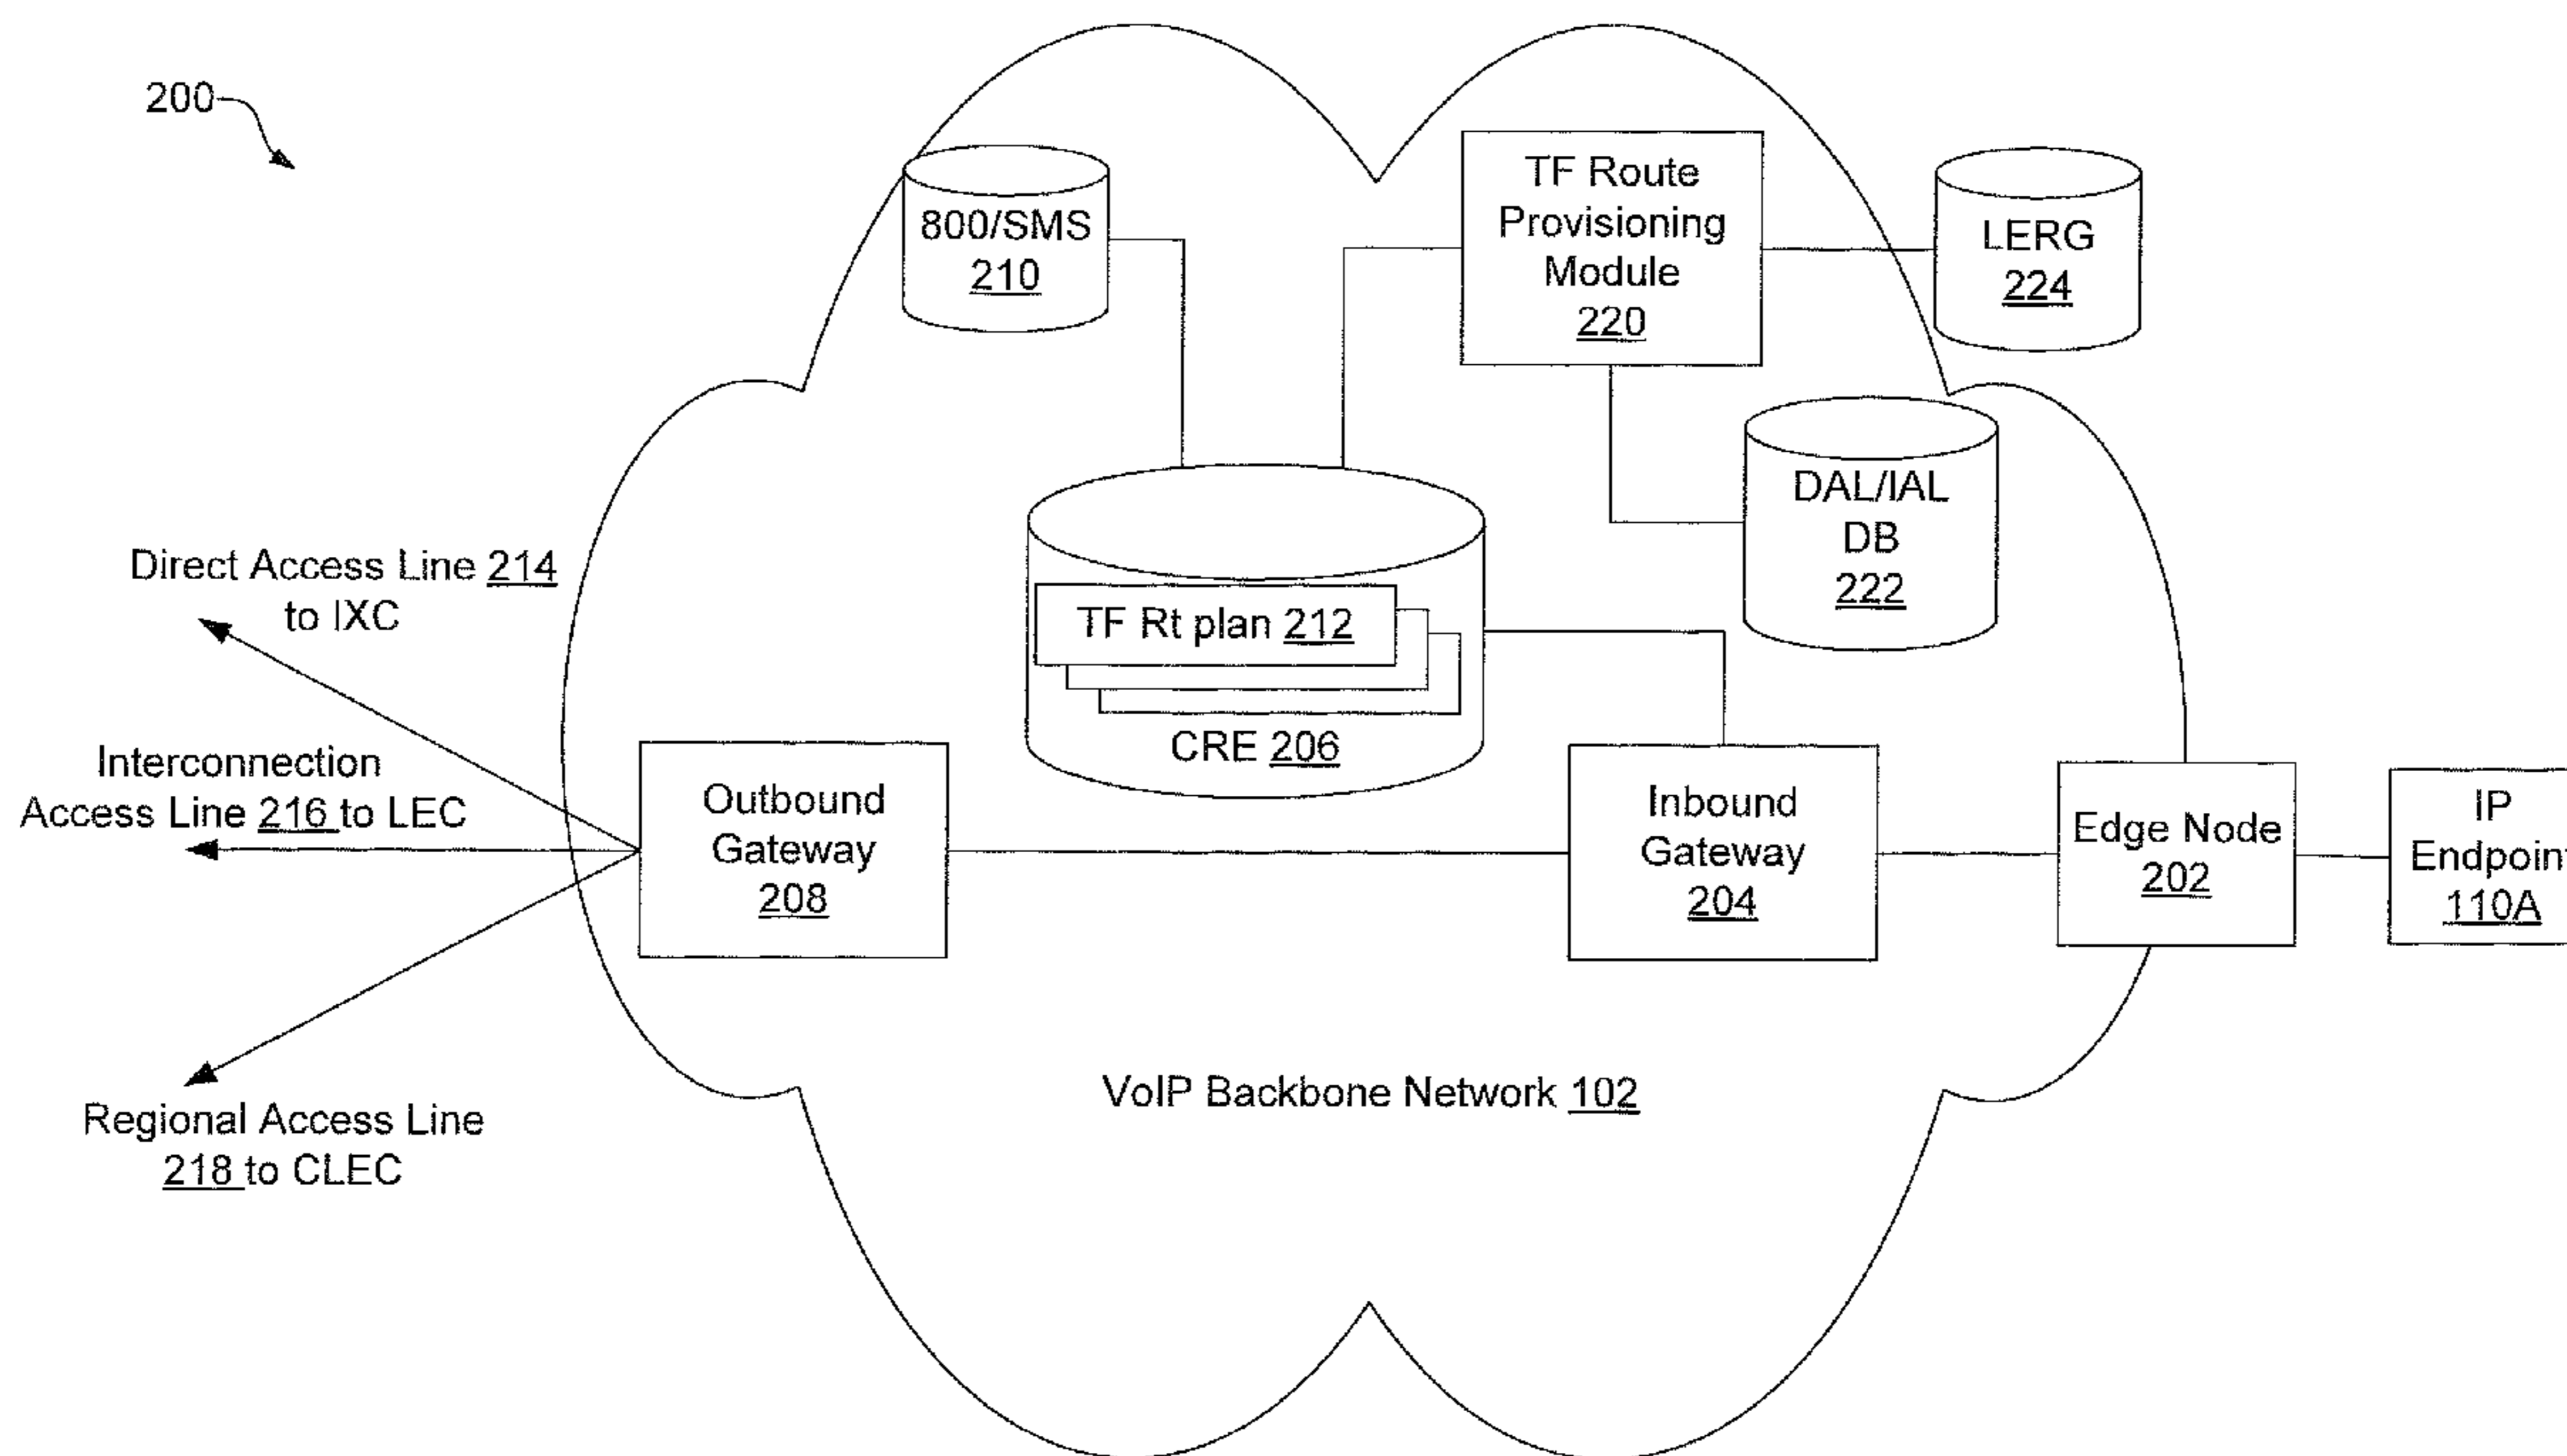 200
800/SMS
210
TF Route
Provisioning
Module
220
LERG
224
DAL/IAL
DB
222
Direct Access Line 214
to IXC
TF Rt plan 212
CRE 206
Interconnection
Access Line 216 to LEC
Outbound
Gateway
208
Inbound
Gateway
204
Edge Node
202
IP
Endpoint
110A
Regional Access Line
218 to CLEC
VoIP Backbone Network 102